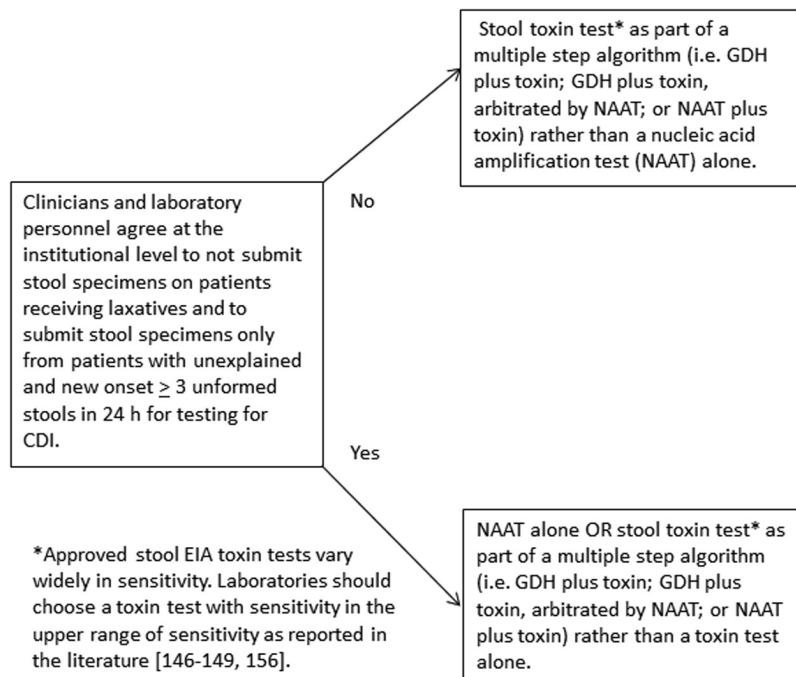 Stool toxin test* as part of a
multiple step algorithm (i.e. GDH
plus toxin; GDH plus toxin,
arbitrated by NAAT; or NAAT plus
toxin) rather than a nucleic acid
amplification test (NAAT) alone.
No
Clinicians and laboratory
personnel agree at the
institutional level to not submit
stool specimens on patients
receiving laxatives and to
submit stool specimens only
from patients with unexplained
and new onset ≥ 3 unformed
stools in 24 h for testing for
CDI.
Yes
NAAT alone OR stool toxin test* as
part of a multiple step algorithm
(i.e. GDH plus toxin; GDH plus
toxin, arbitrated by NAAT; or NAAT
plus toxin) rather than a toxin test
alone.
*Approved stool EIA toxin tests vary
widely in sensitivity. Laboratories should
choose a toxin test with sensitivity in the
upper range of sensitivity as reported in
the literature [146-149, 156].